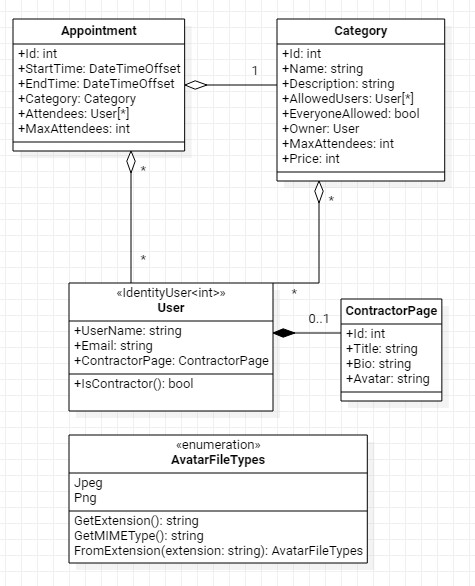 Appointment
+Id: int
+StartTime: DateTimeOffset
+EndTime: DateTimeOffset
+Category: Category
+Attendees: User[*]
+MaxAttendees: int
1
Category
+Id: int
+Name: string
+Description: string
+AllowedUsers: User[*]
+EveryoneAllowed: bool
+Owner: User
+MaxAttendees: int
+Price: int
*
*
*
*
«IdentityUser<int>»
User
+UserName: string
+Email: string
+ContractorPage: ContractorPage
+IsContractor(): bool
0..1
ContractorPage
+Id: int
+Title: string
+Bio: string
+Avatar: string
«enumeration»
AvatarFileTypes
Jpeg
Png
GetExtension(): string
GetMIMEType(): string
FromExtension(extension: string): AvatarFileTypes